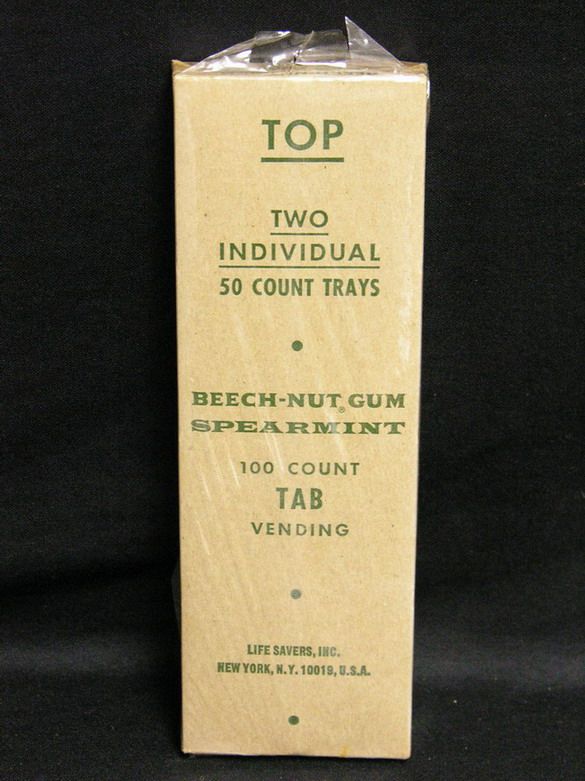 TOP
TWO
INDIVIDUAL
50 COUNT TRAYS
BEECH-NUT® GUM
SPEARMINT
100 COUNT
TAB
VENDING
LIFE SAVERS, INC.
NEW YORK, N.Y. 10019, U.S.A.